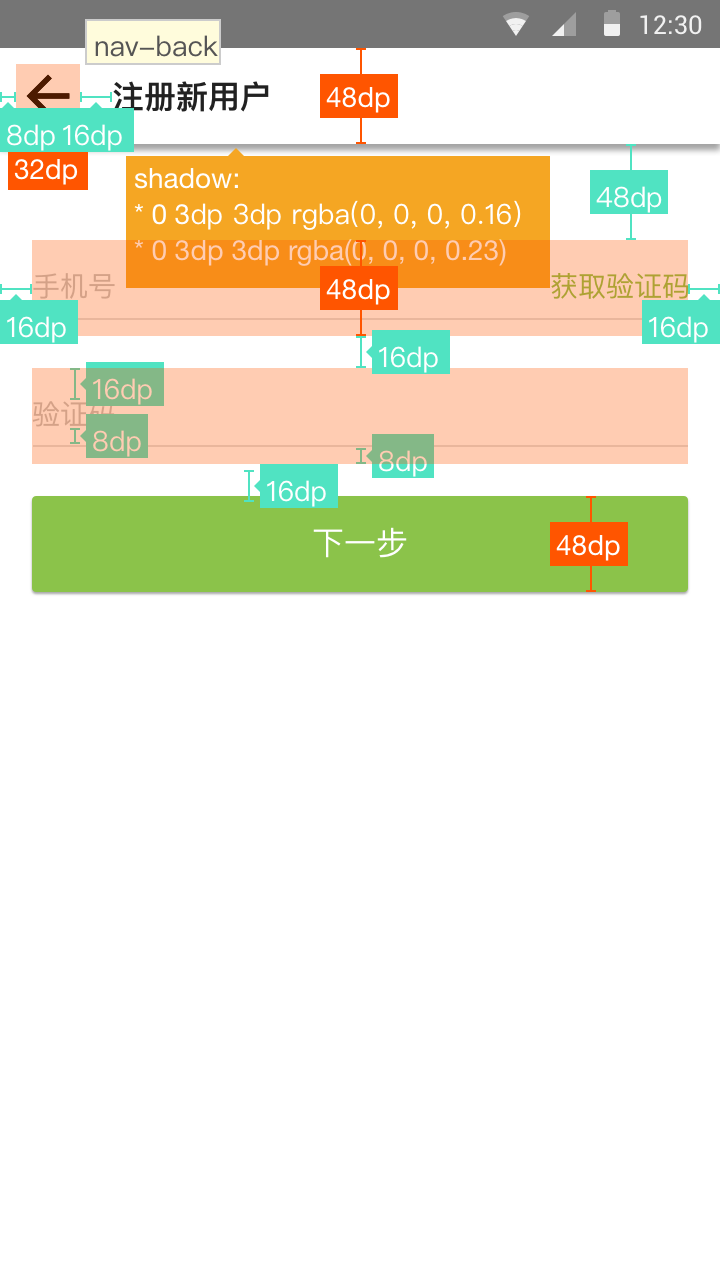 12:30
nav-back
注册新用户
48dp
8dp 16dp
32dp
shadow:
* 0 3dp 3dp rgba(0, 0, 0, 0.16)
* 0 3dp 3dp rgba(0, 0, 0, 0.23)
48dp
手机号
48dp
获取验证码
16dp
16dp
16dp
16dp
验证码
8dp
8dp
16dp
下一步
48dp